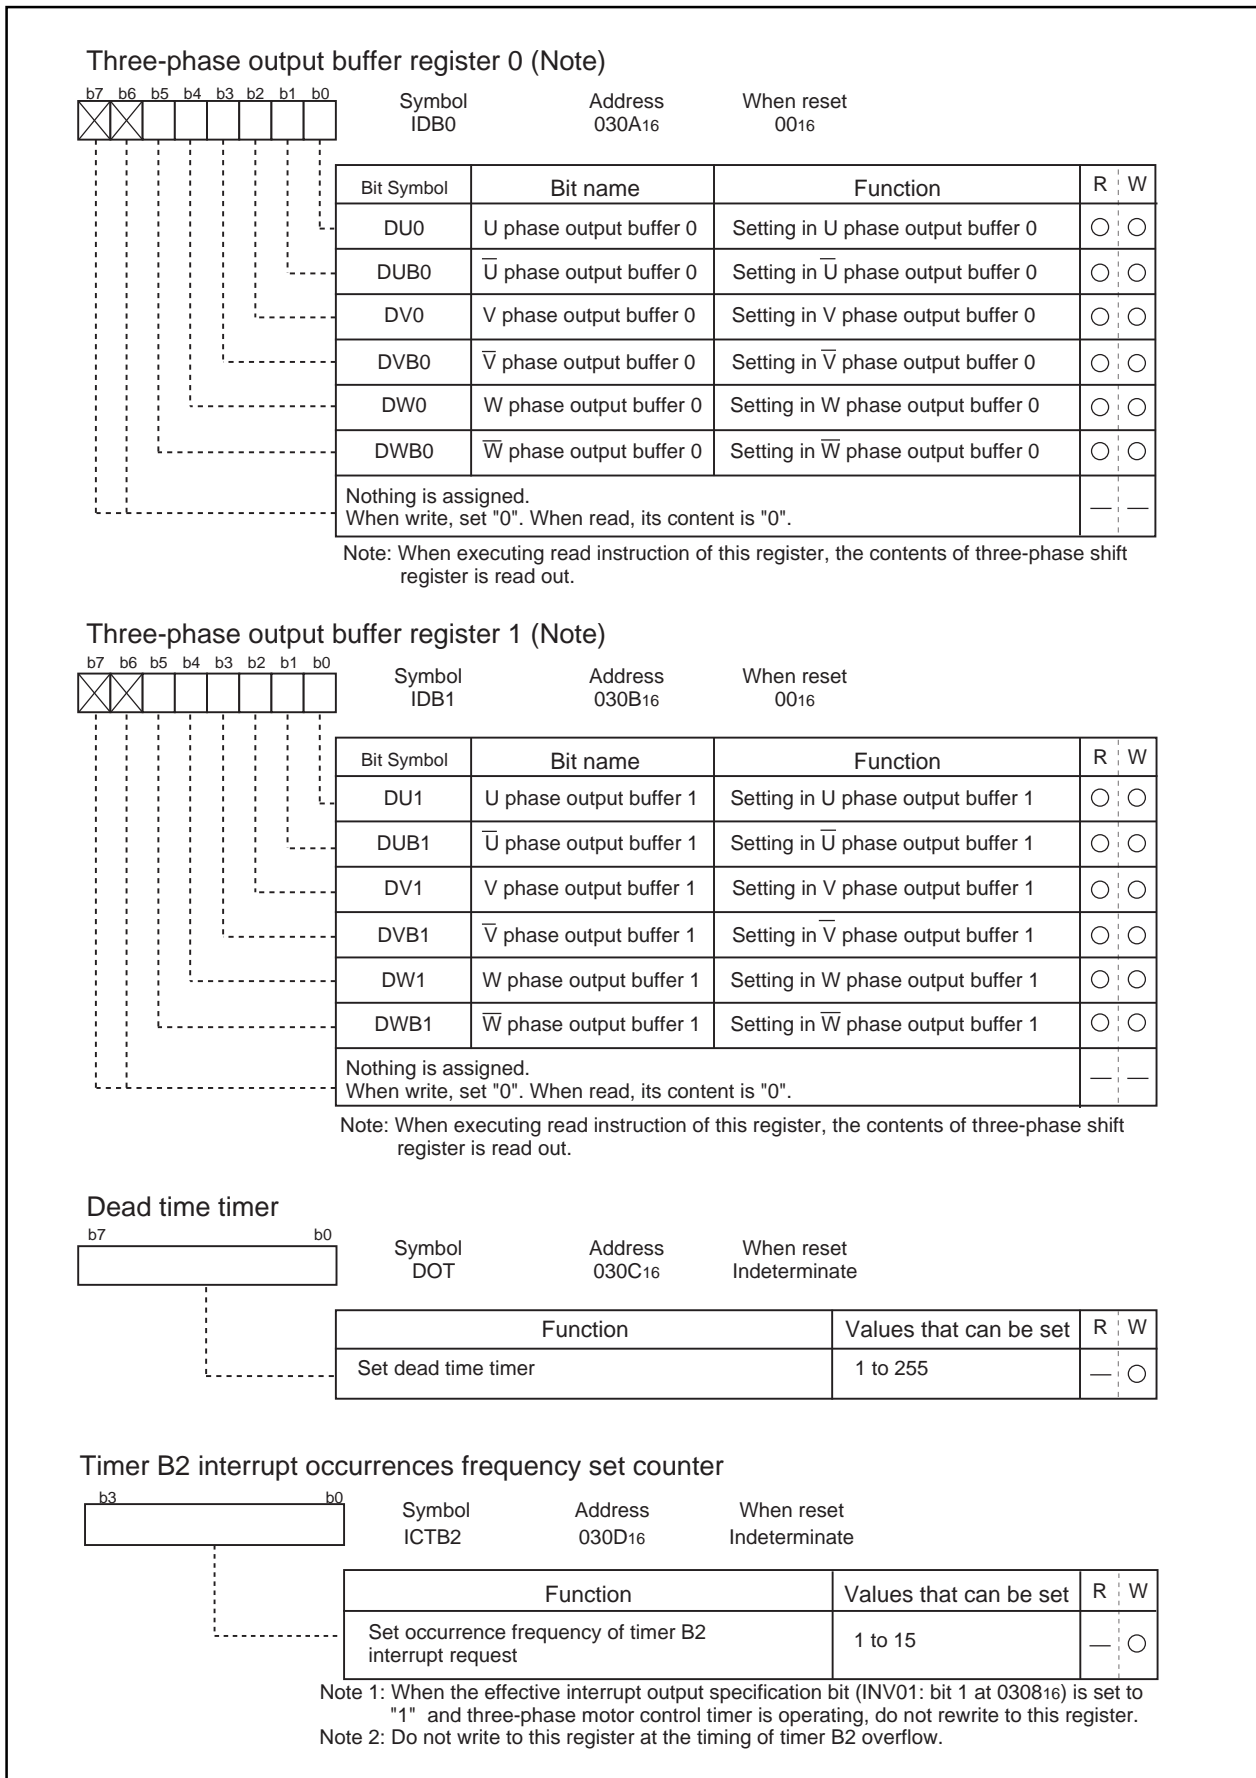 Three-phase output buffer register 0 (Note)
b7 b6 b5 b4 b3 b2 b1 b0
Symbol Address When reset
IDB0 030A16 0016
Bit Symbol Bit name Function R W
DU0 U phase output buffer 0 Setting in U phase output buffer 0
DUB0 U̅ phase output buffer 0 Setting in U̅ phase output buffer 0
DV0 V phase output buffer 0 Setting in V phase output buffer 0
DVB0 V̅ phase output buffer 0 Setting in V̅ phase output buffer 0
DW0 W phase output buffer 0 Setting in W phase output buffer 0
DWB0 W̅ phase output buffer 0 Setting in W̅ phase output buffer 0
Nothing is assigned.
When write, set "0". When read, its content is "0". — —
Note: When executing read instruction of this register, the contents of three-phase shift
register is read out.
Three-phase output buffer register 1 (Note)
b7 b6 b5 b4 b3 b2 b1 b0
Symbol Address When reset
IDB1 030B16 0016
Bit Symbol Bit name Function R W
DU1 U phase output buffer 1 Setting in U phase output buffer 1
DUB1 U̅ phase output buffer 1 Setting in U̅ phase output buffer 1
DV1 V phase output buffer 1 Setting in V phase output buffer 1
DVB1 V̅ phase output buffer 1 Setting in V̅ phase output buffer 1
DW1 W phase output buffer 1 Setting in W phase output buffer 1
DWB1 W̅ phase output buffer 1 Setting in W̅ phase output buffer 1
Nothing is assigned.
When write, set "0". When read, its content is "0". — —
Note: When executing read instruction of this register, the contents of three-phase shift
register is read out.
Dead time timer
b7 b0
Symbol Address When reset
DOT 030C16 Indeterminate
Function Values that can be set R W
Set dead time timer 1 to 255 —
Timer B2 interrupt occurrences frequency set counter
b3 b0
Symbol Address When reset
ICTB2 030D16 Indeterminate
Function Values that can be set R W
Set occurrence frequency of timer B2
interrupt request 1 to 15 —
Note 1: When the effective interrupt output specification bit (INV01: bit 1 at 030816) is set to
"1" and three-phase motor control timer is operating, do not rewrite to this register.
Note 2: Do not write to this register at the timing of timer B2 overflow.